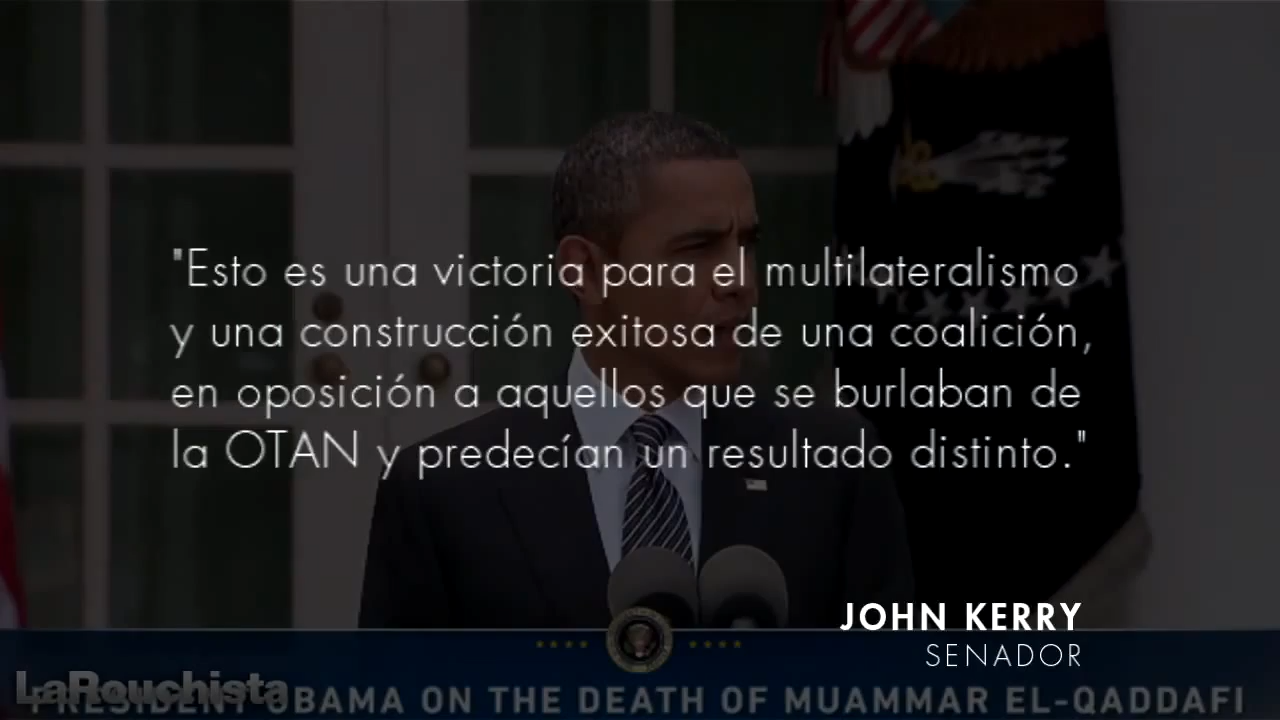 "Esto es una victoria para el multilateralismo
y una construcción exitosa de una coalición,
en oposición a aquellos que se burlaban de
la OTAN y predecían un resultado distinto."
JOHN KERRY
SENADOR
LaRouchista
PRESIDENT OBAMA ON THE DEATH OF MUAMMAR EL-QADDAFI